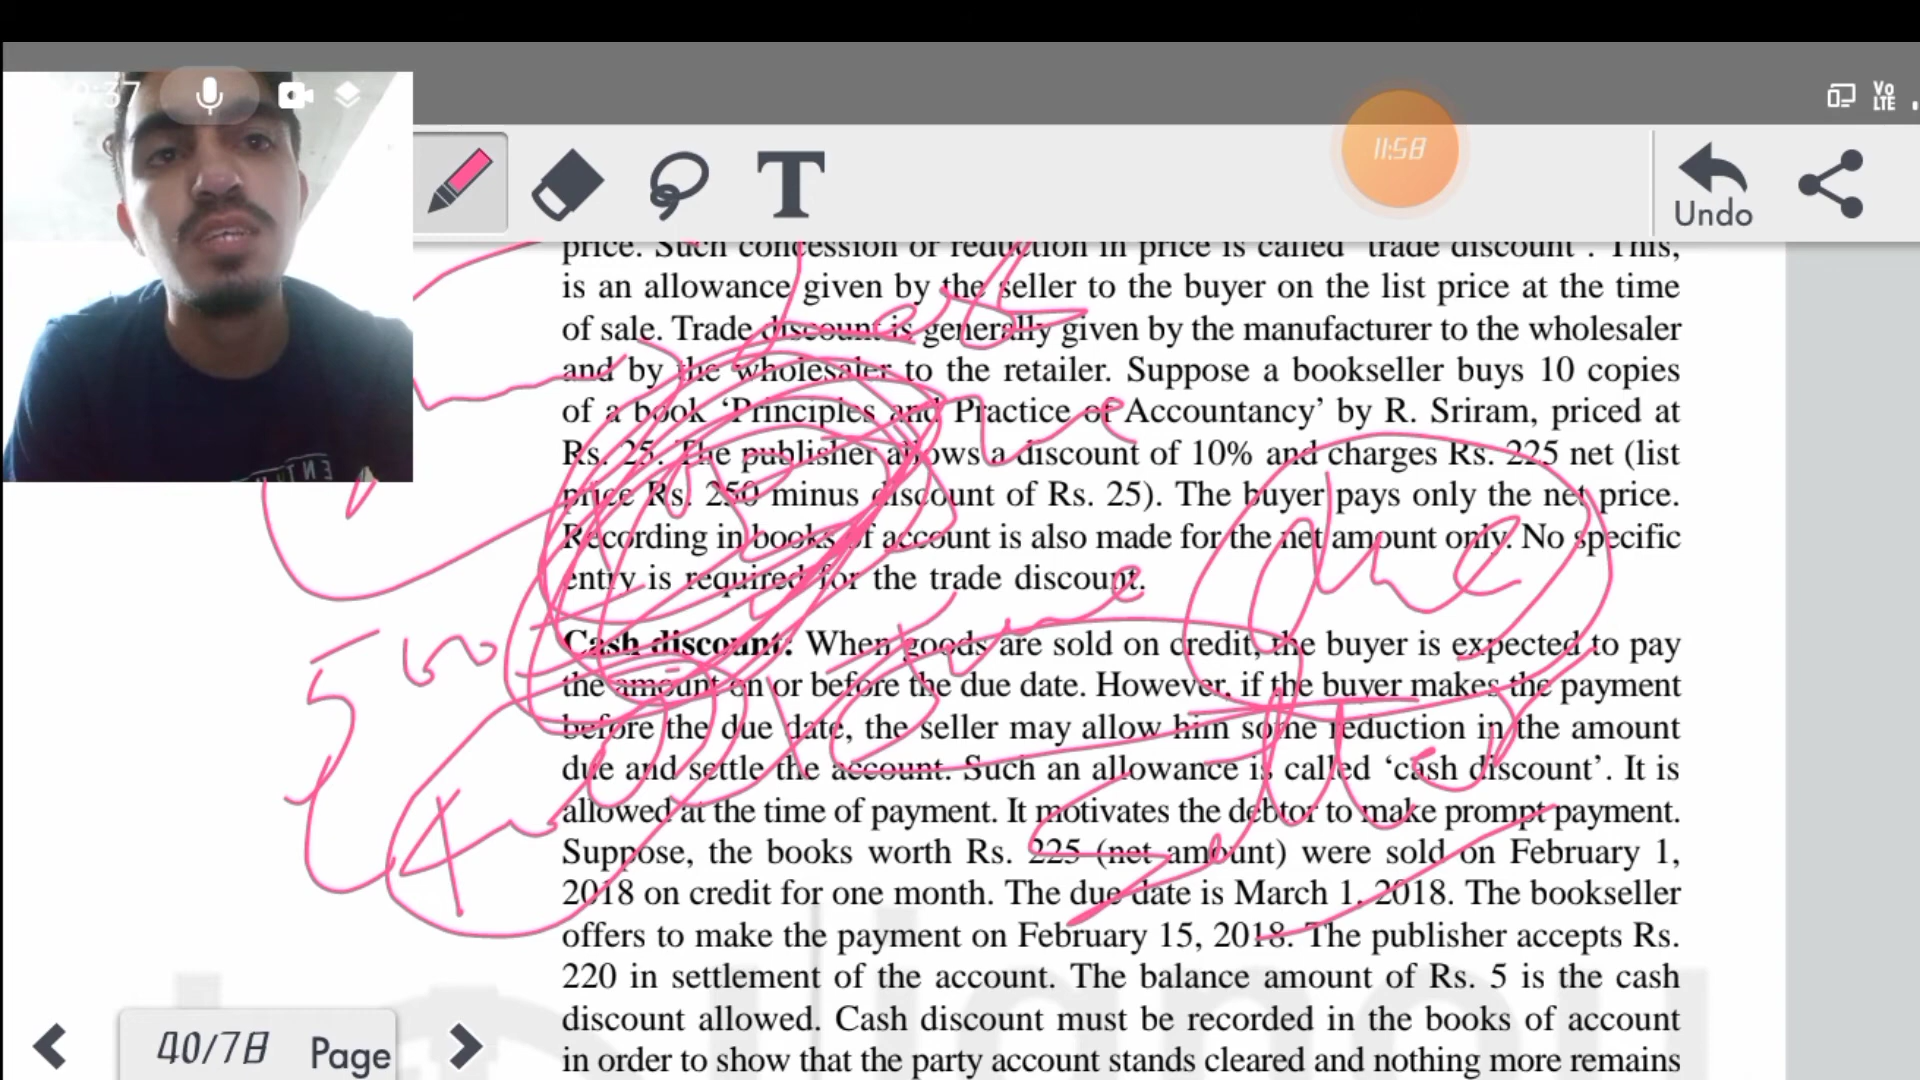 :37
Vo
LTE
11:58
T
Undo
price. Such concession or reduction in price is called 'trade discount'. This,
is an allowance given by the seller to the buyer on the list price at the time
of sale. Trade discount is generally given by the manufacturer to the wholesaler
and by the wholesaler to the retailer. Suppose a bookseller buys 10 copies
of a book ‘Principles and Practice of Accountancy’ by R. Sriram, priced at
Rs. 25. The publisher allows a discount of 10% and charges Rs. 225 net (list
price Rs. 250 minus discount of Rs. 25). The buyer pays only the net price.
Recording in books of account is also made for the net amount only. No specific
entry is required for the trade discount.
due
time
Cash discount: When goods are sold on credit, the buyer is expected to pay
the amount on or before the due date. However, if the buyer makes the payment
before the due date, the seller may allow him some reduction in the amount
due and settle the account. Such an allowance is called ‘cash discount’. It is
allowed at the time of payment. It motivates the debtor to make prompt payment.
Suppose, the books worth Rs. 225 (net amount) were sold on February 1,
2018 on credit for one month. The due date is March 1, 2018. The bookseller
offers to make the payment on February 15, 2018. The publisher accepts Rs.
220 in settlement of the account. The balance amount of Rs. 5 is the cash
discount allowed. Cash discount must be recorded in the books of account
in order to show that the party account stands cleared and nothing more remains
40/78 Page